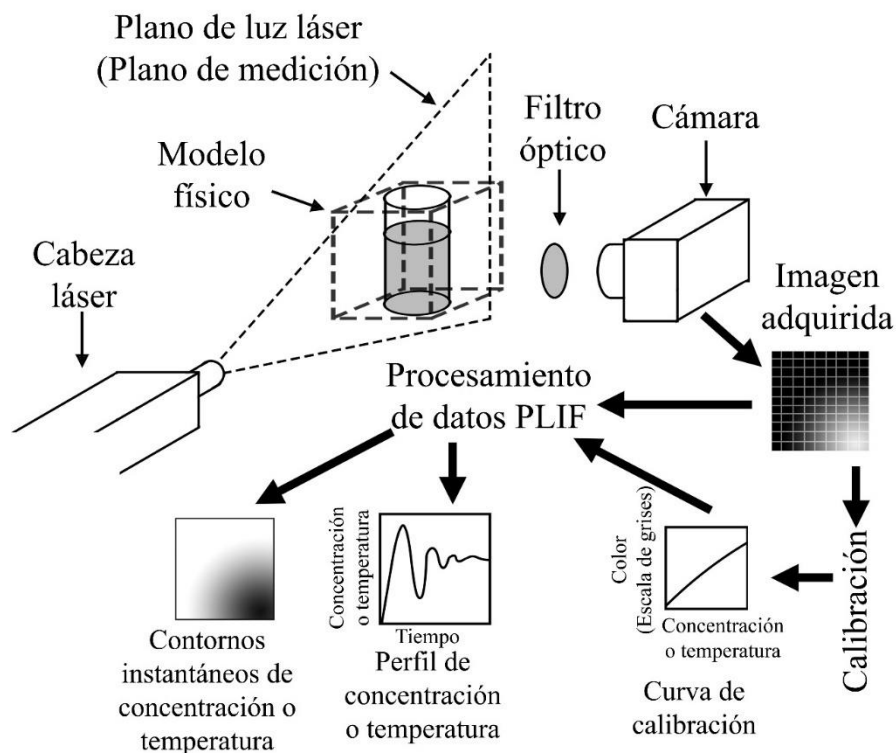 Plano de luz láser
(Plano de medición)
Filtro
óptico
Cámara
Modelo
físico
Cabeza
láser
Imagen
adquirida
Procesamiento
de datos PLIF
Concentración
o temperatura
Tiempo
Color
(Escala de grises)
Concentración
o temperatura
Calibración
Contornos
instantáneos de
concentración o
temperatura
Perfil de
concentración
o temperatura
Curva de
calibración